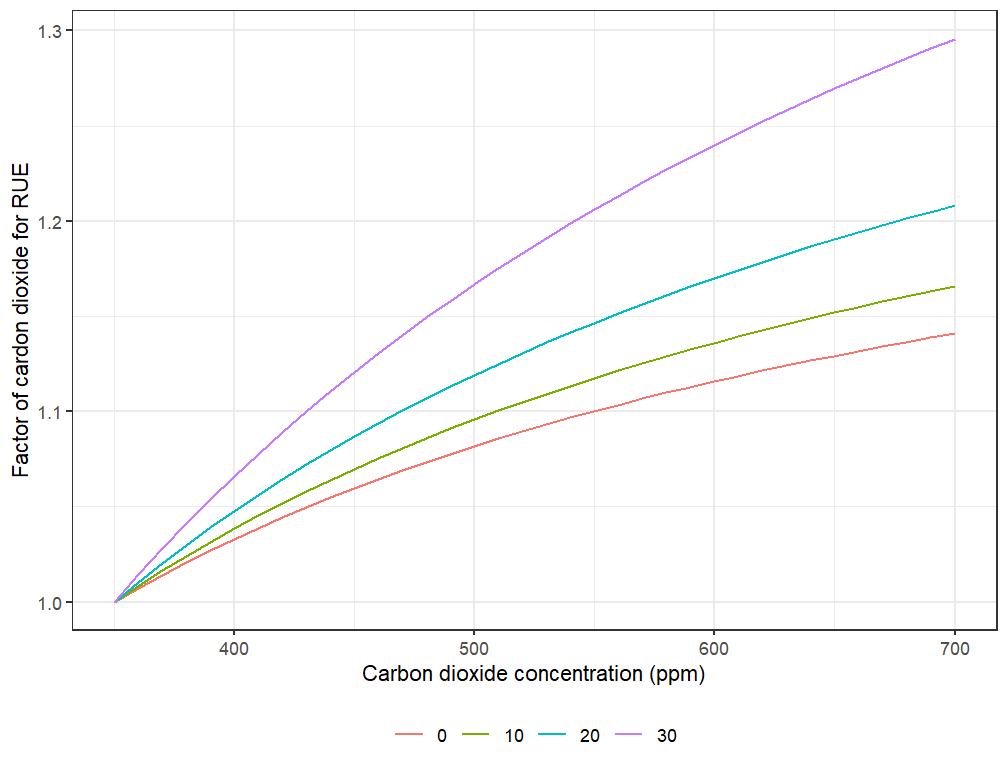 1.3
1.2
1.1
1.0
Factor of cardon dioxide for RUE
400 500 600 700
Carbon dioxide concentration (ppm)
0 10 20 30